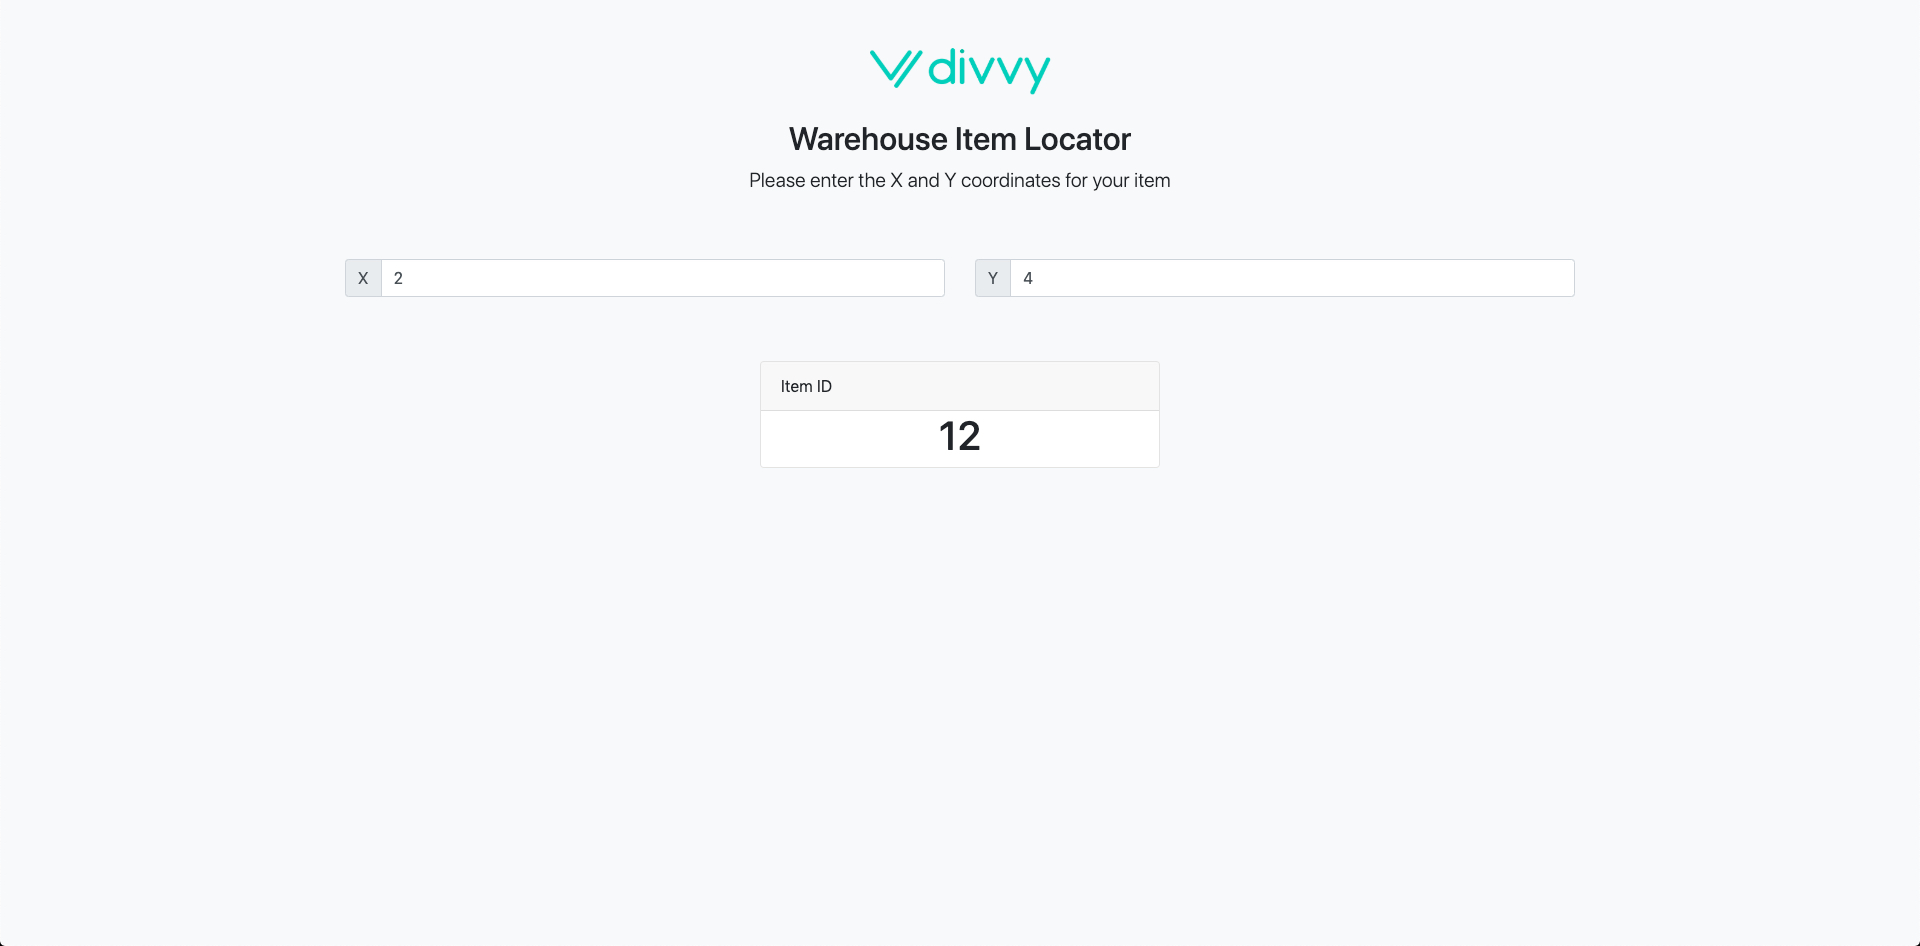 divvy
Warehouse Item Locator
Please enter the X and Y coordinates for your item
X 2
Y 4
Item ID
12